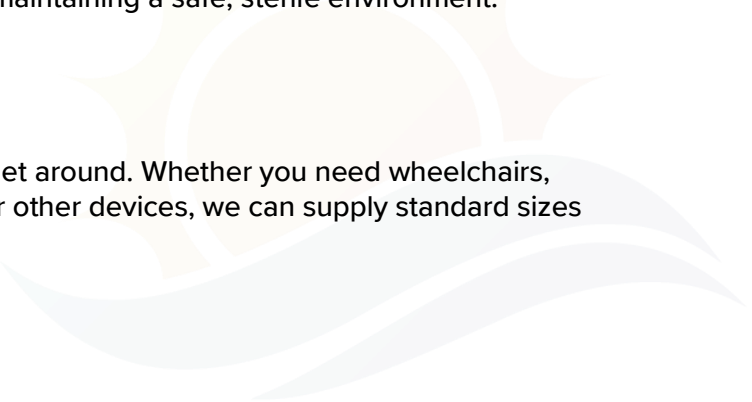 maintaining a safe, sterile environment.
et around. Whether you need wheelchairs,
r other devices, we can supply standard sizes